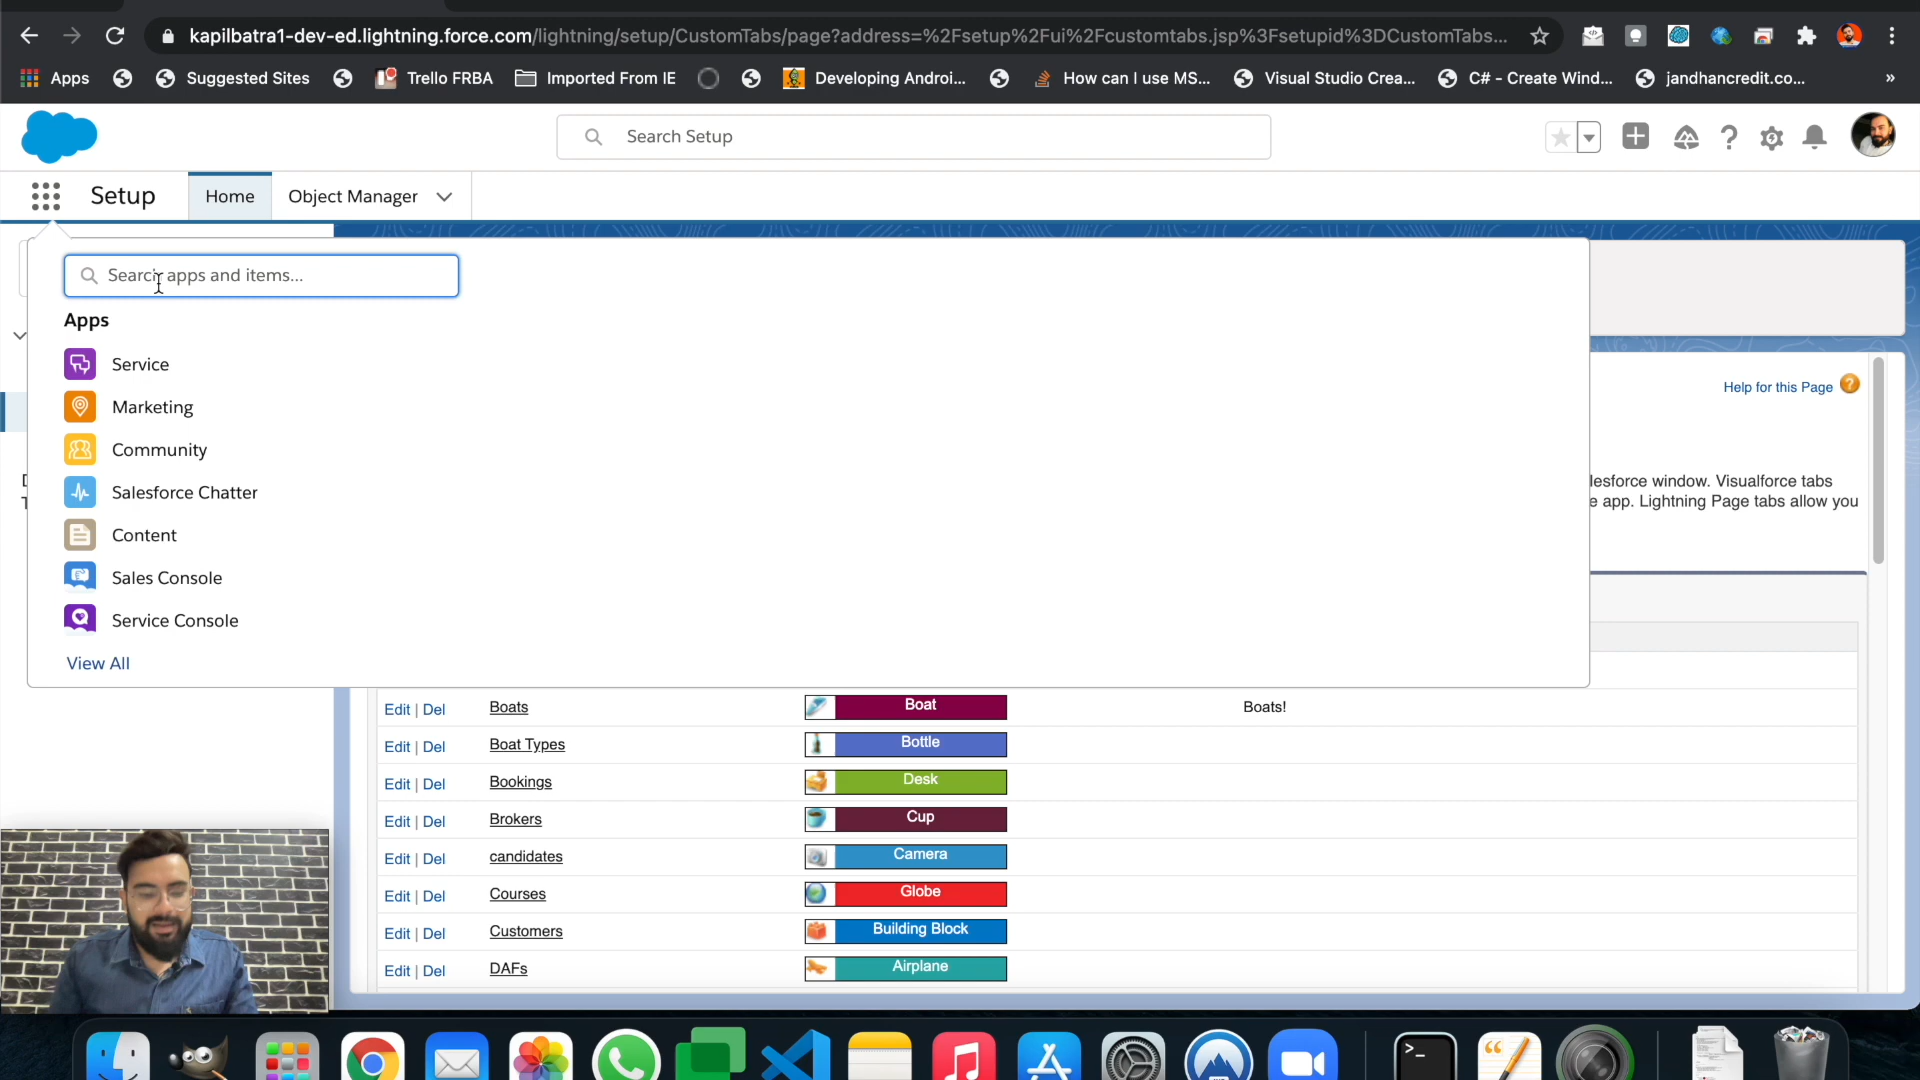 kapilbatra1-dev-ed.lightning.force.com/lightning/setup/CustomTabs/page?address=%2Fsetup%2Fui%2Fcustomtabs.jsp%3Fsetupid%3DCustomTabs...
Apps Suggested Sites Trello FRBA Imported From IE Developing Androi... How can I use MS... Visual Studio Crea... C# - Create Wind... jandhancredit.co... »
Search Setup
Setup Home Object Manager
Search apps and items...
Apps
Service
Marketing
Community
Salesforce Chatter
Content
Sales Console
Service Console
View All
Help for this Page ?
lesforce window. Visualforce tabs
e app. Lightning Page tabs allow you
Edit | Del Boats Boat Boats!
Edit | Del Boat Types Bottle
Edit | Del Bookings Desk
Edit | Del Brokers Cup
Edit | Del candidates Camera
Edit | Del Courses Globe
Edit | Del Customers Building Block
Edit | Del DAFs Airplane